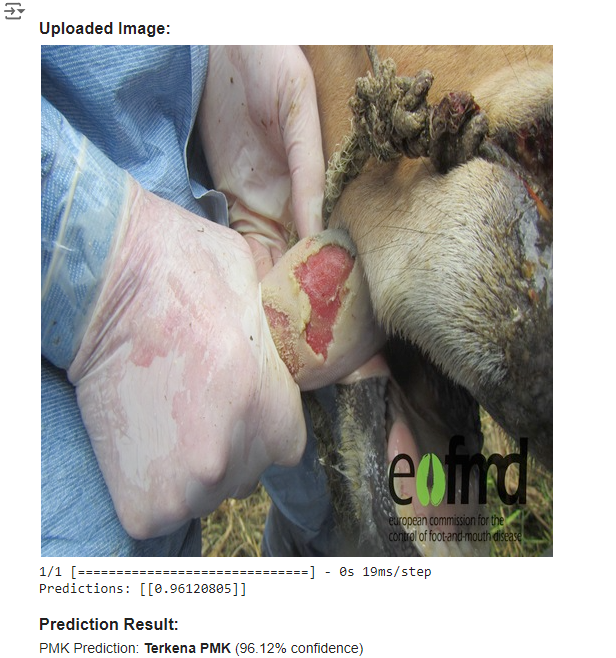 Uploaded Image:
eofmd
european commission for the
control of foot-and-mouth disease
1/1 [==============================] - 0s 19ms/step
Predictions: [[0.96120805]]
Prediction Result:
PMK Prediction: Terkena PMK (96.12% confidence)